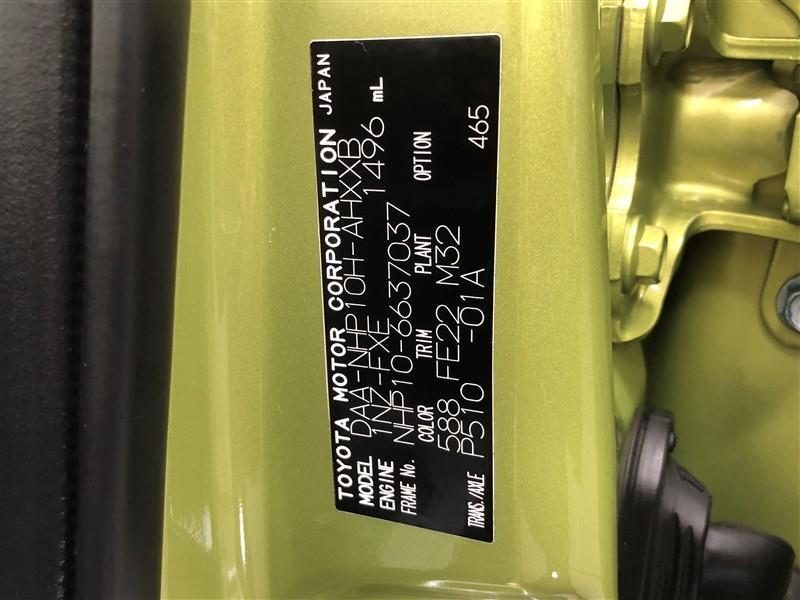 TOYOTA MOTOR CORPORATION JAPAN
MODEL DAA-NHP10H-AHXXB
ENGINE 1NZ-FXE 1496 mL
FRAME No. NHP10-6637037
COLOR TRIM PLANT OPTION
588 FE22 M32
TRANS./AXLE P510 -01A 465